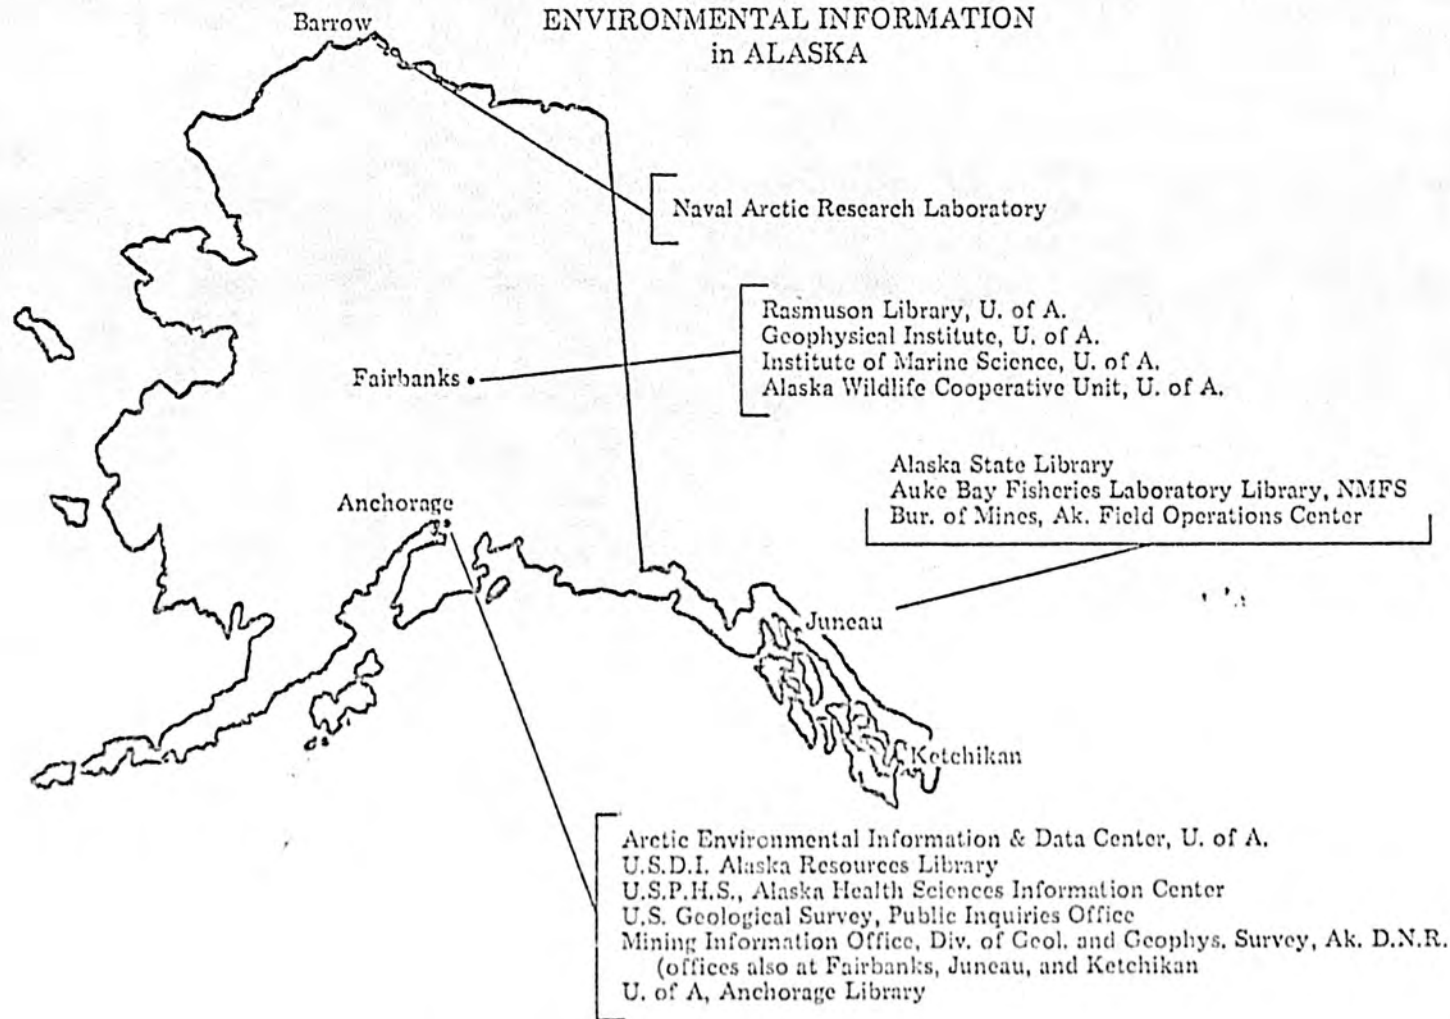 ENVIRONMENTAL INFORMATION
in ALASKA
Barrow
Naval Arctic Research Laboratory
Rasmuson Library, U. of A.
Geophysical Institute, U. of A.
Institute of Marine Science, U. of A.
Alaska Wildlife Cooperative Unit, U. of A.
Fairbanks
Alaska State Library
Auke Bay Fisheries Laboratory Library, NMFS
Bur. of Mines, Ak. Field Operations Center
Anchorage
Juneau
Ketchikan
Arctic Environmental Information & Data Center, U. of A.
U.S.D.I. Alaska Resources Library
U.S.P.H.S., Alaska Health Sciences Information Center
U.S. Geological Survey, Public Inquiries Office
Mining Information Office, Div. of Geol. and Geophys. Survey, Ak. D.N.R.
(offices also at Fairbanks, Juneau, and Ketchikan
U. of A, Anchorage Library